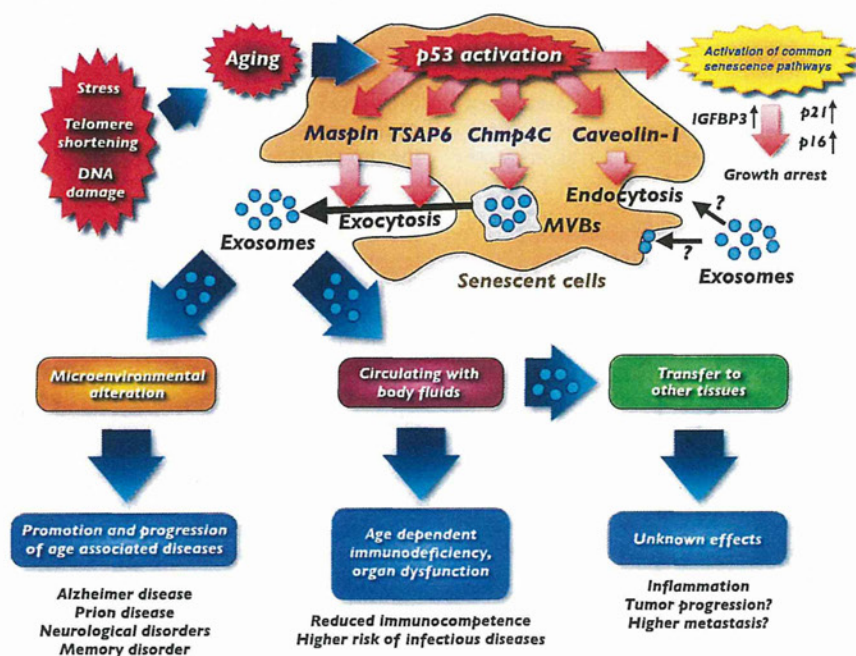 Stress
Telomere
shortening
DNA
damage
Aging
p53 activation
Activation of common
senescence pathways
Maspin TSAP6 Chmp4C Caveolin-1
IGFBP3↑ p21↑
p16↑
Growth arrest
Exosomes
Exocytosis
MVBs
Endocytosis
?
?
Exosomes
Senescent cells
Microenvironmental
alteration
Circulating with
body fluids
Transfer to
other tissues
Promotion and progression
of age associated diseases
Age dependent
immunodeficiency,
organ dysfunction
Unknown effects
Alzheimer disease
Prion disease
Neurological disorders
Memory disorder
Reduced immunocompetence
Higher risk of infectious diseases
Inflammation
Tumor progression?
Higher metastasis?